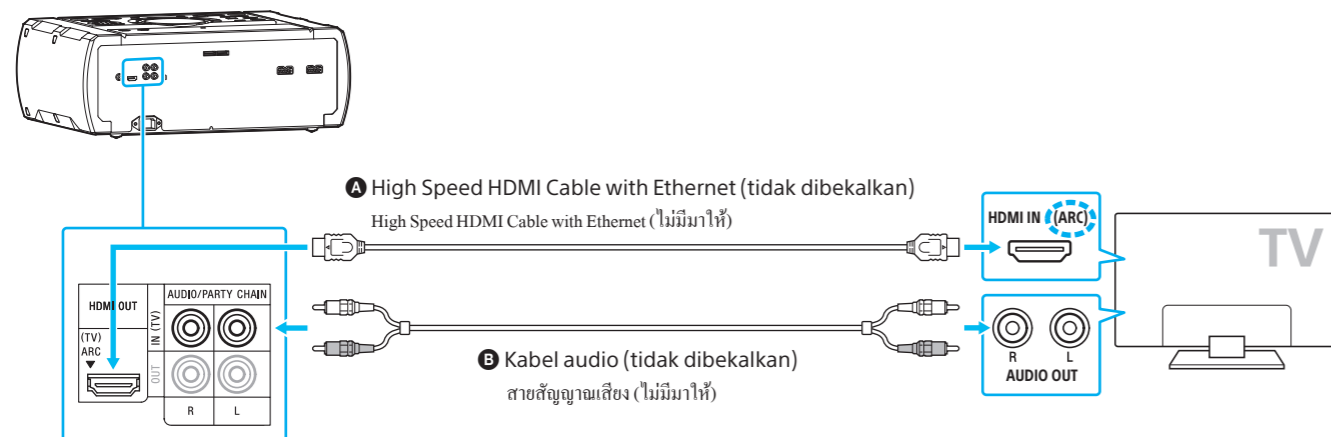 A High Speed HDMI Cable with Ethernet (tidak dibekalkan)
High Speed HDMI Cable with Ethernet (ไม่มีมาให้)
HDMI IN (ARC)
TV
HDMI OUT
(TV)
ARC
AUDIO/PARTY CHAIN
IN (TV)
OUT
R L
B Kabel audio (tidak dibekalkan)
สายสัญญาณเสียง (ไม่มีมาให้)
R L
AUDIO OUT